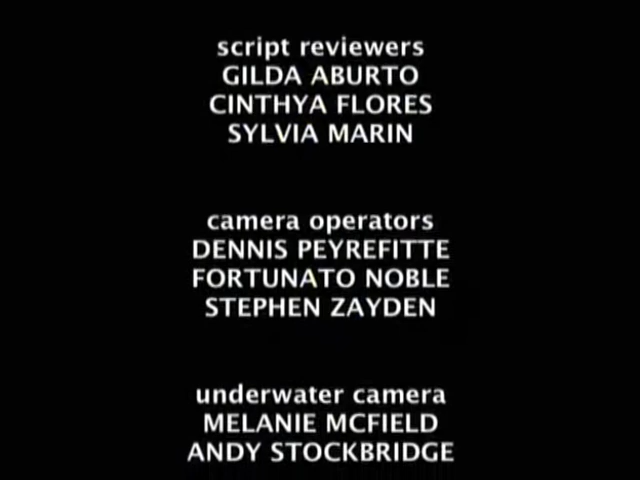 script reviewers
GILDA ABURTO
CINTHYA FLORES
SYLVIA MARIN
camera operators
DENNIS PEYREFITTE
FORTUNATO NOBLE
STEPHEN ZAYDEN
underwater camera
MELANIE MCFIELD
ANDY STOCKBRIDGE